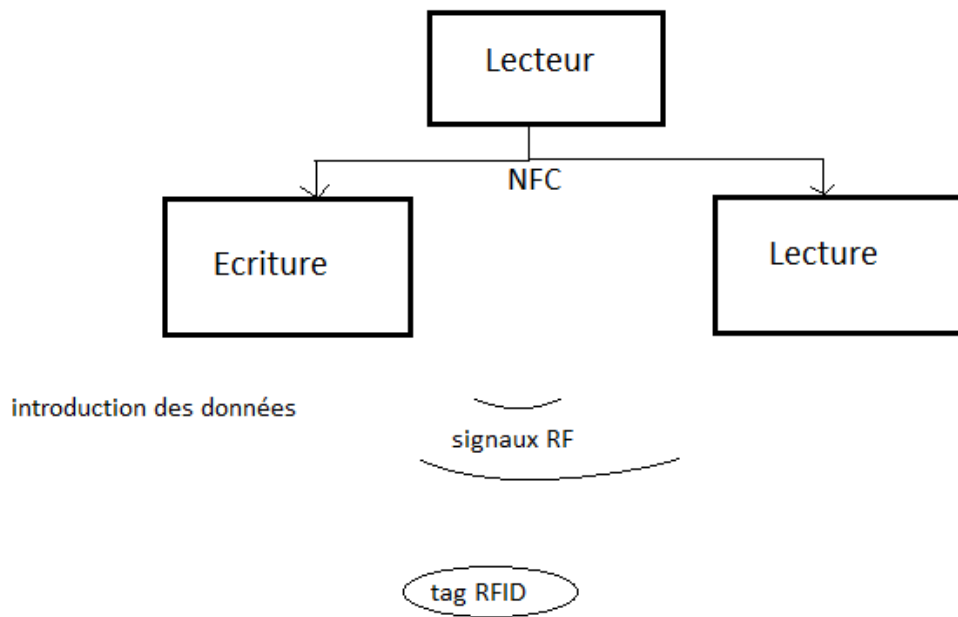 Lecteur
NFC
Ecriture
Lecture
introduction des données
signaux RF
tag RFID